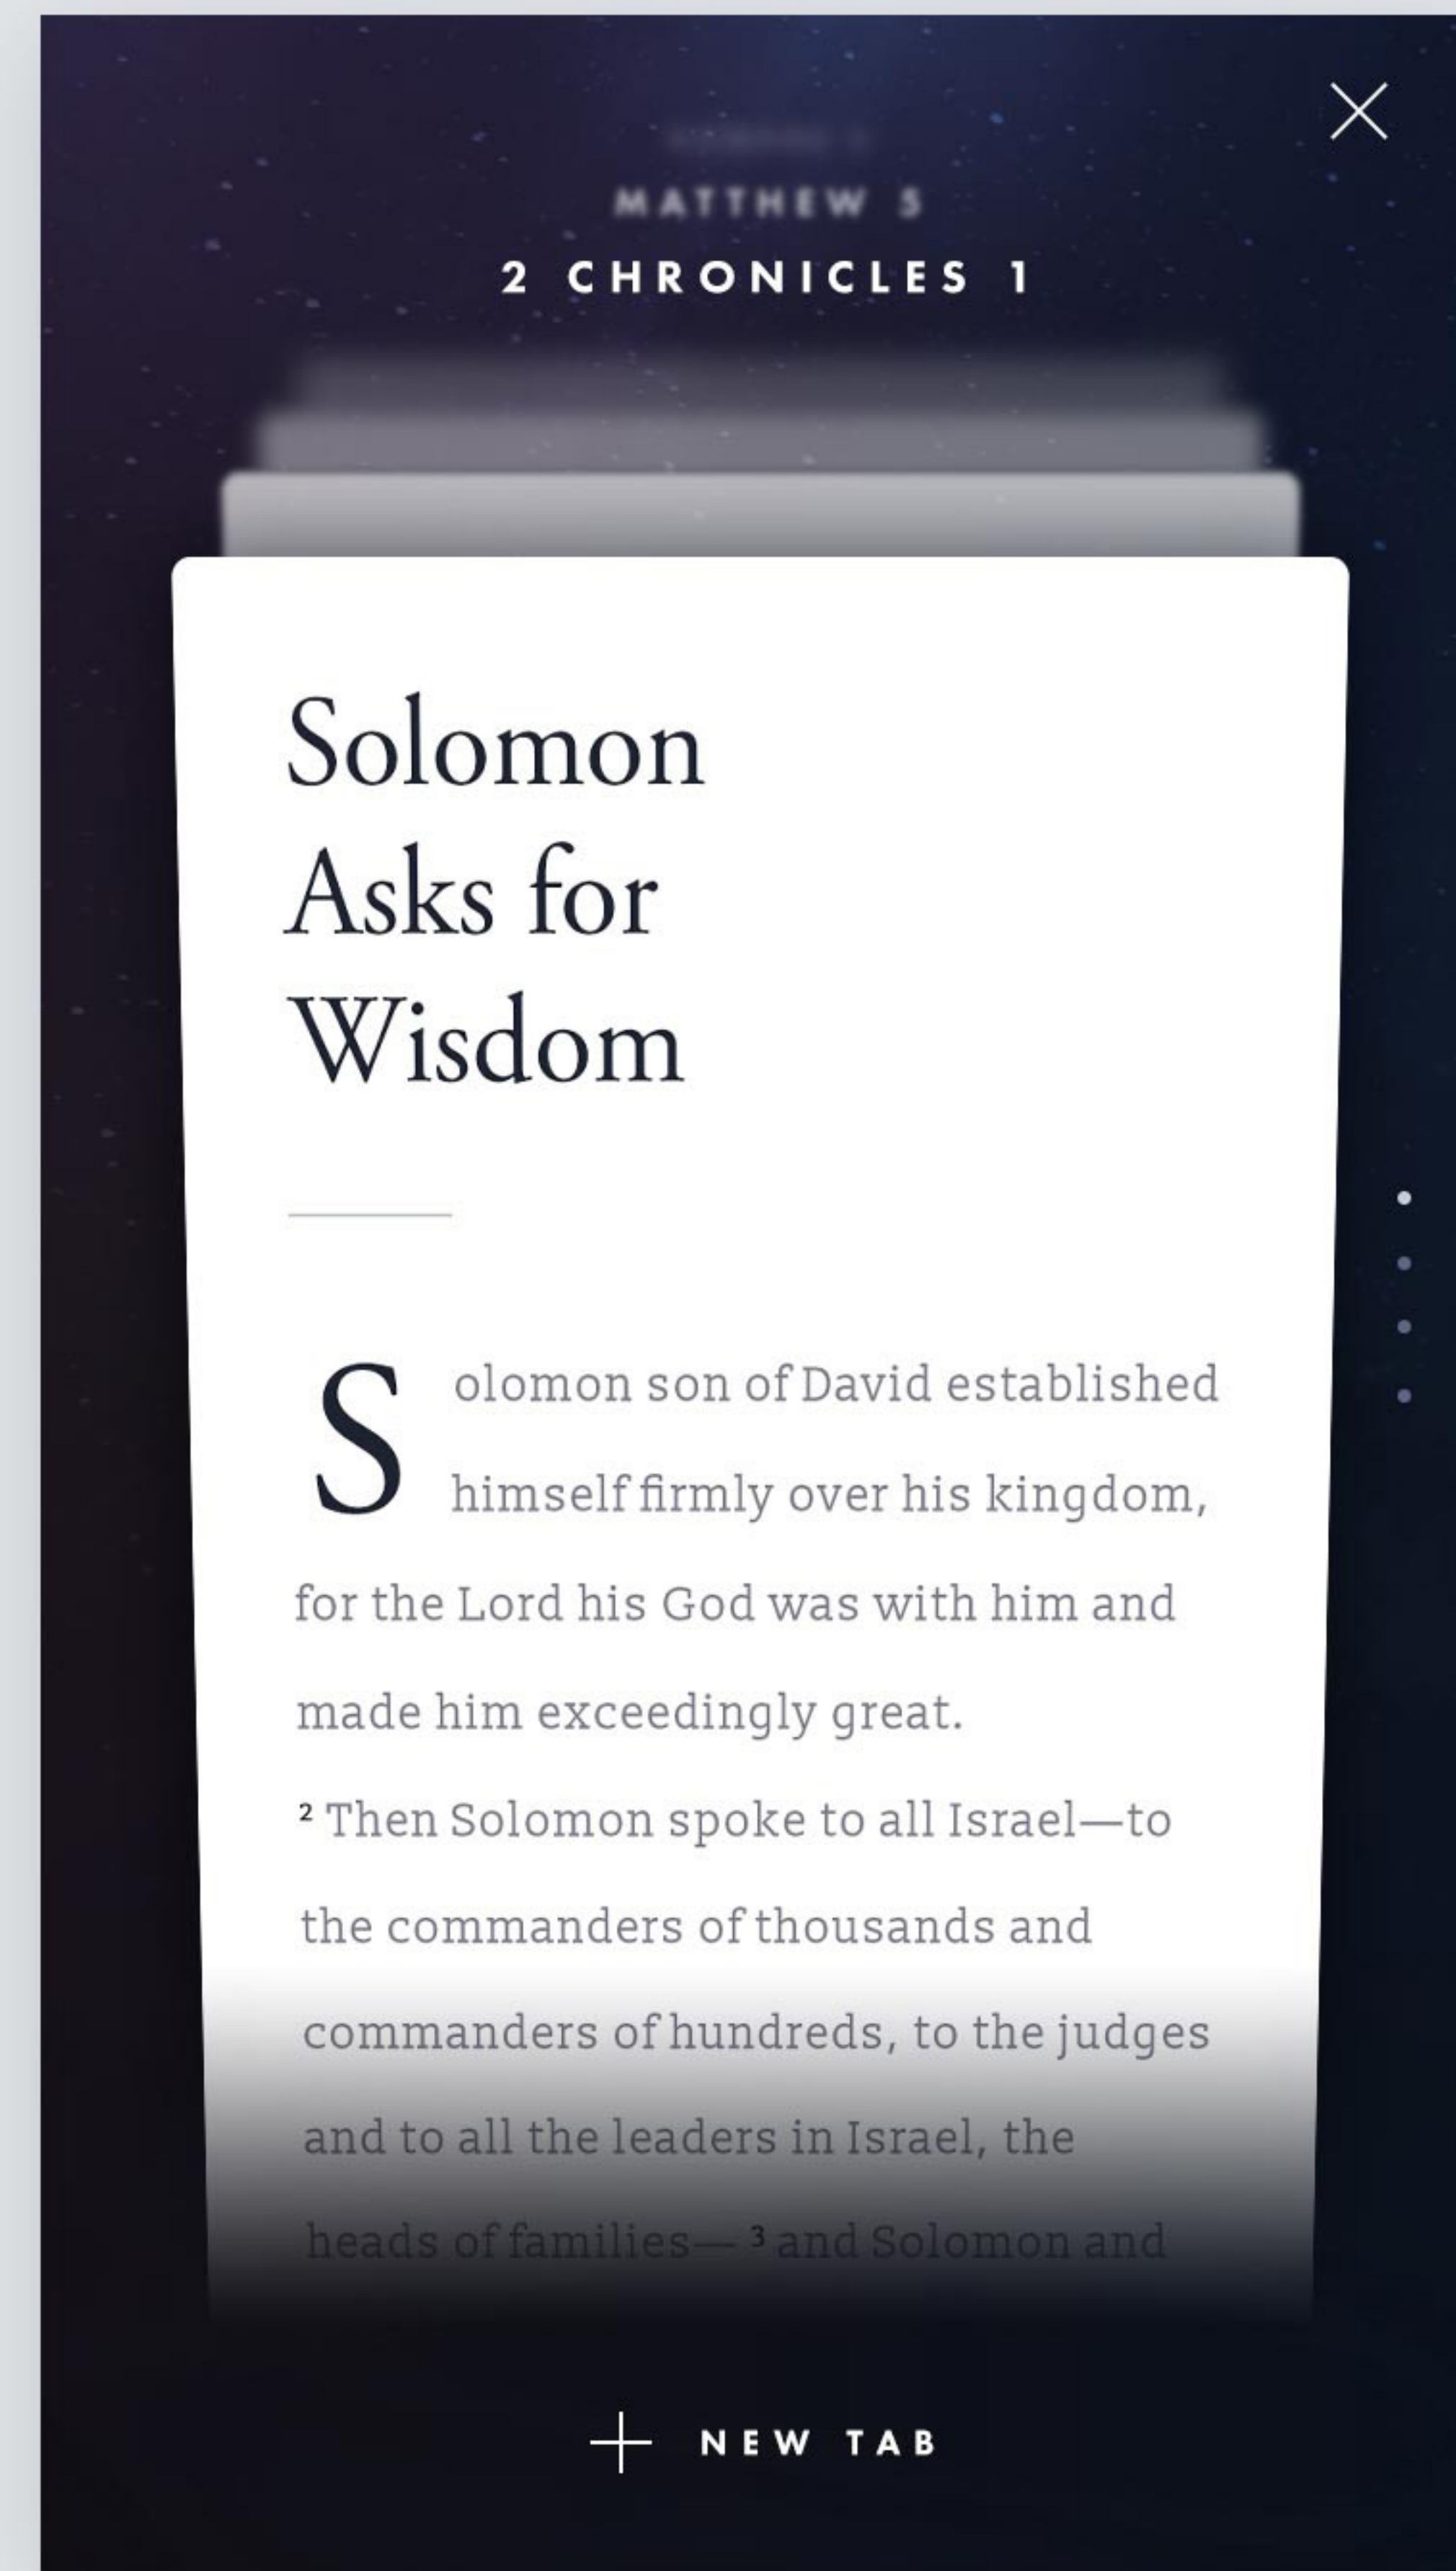 MATTHEW 5
2 CHRONICLES 1
Solomon
Asks for
Wisdom
Solomon son of David established
himself firmly over his kingdom,
for the Lord his God was with him and
made him exceedingly great.
2 Then Solomon spoke to all Israel—to
the commanders of thousands and
commanders of hundreds, to the judges
and to all the leaders in Israel, the
heads of families— 3 and Solomon and
NEW TAB